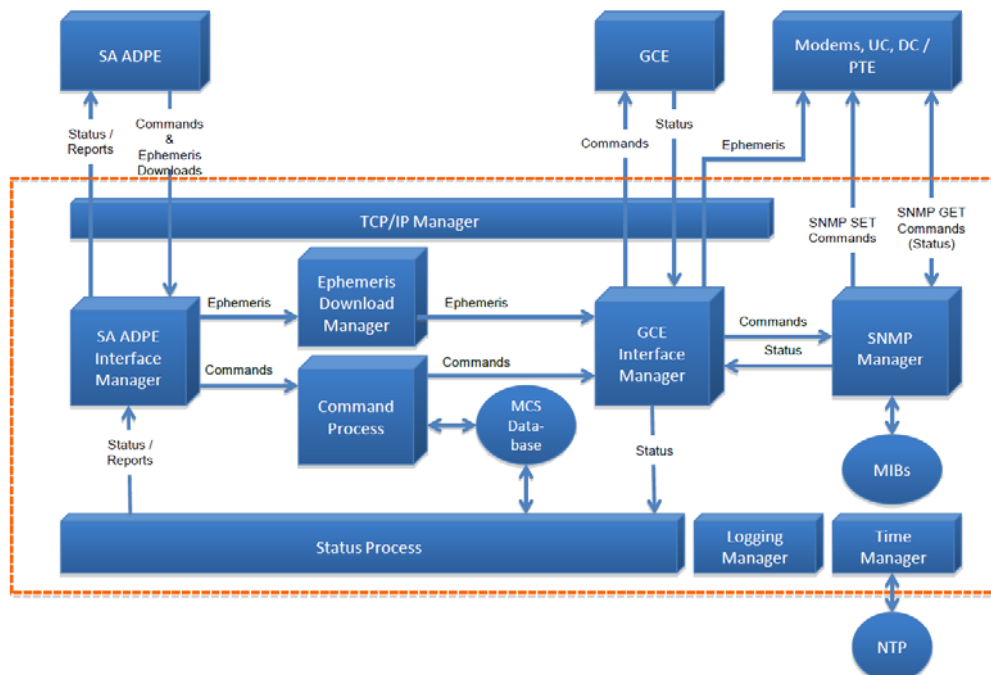 SA ADPE
GCE
Modems, UC, DC /
PTE
Status /
Reports
Commands
&
Ephemeris
Downloads
Commands
Status
Ephemeris
TCP/IP Manager
SNMP SET
Commands
SNMP GET
Commands
(Status)
SA ADPE
Interface
Manager
Ephemeris
Ephemeris
Download
Manager
Ephemeris
GCE
Interface
Manager
Commands
Status
SNMP
Manager
Commands
Command
Process
Commands
MCS
Data-
base
Status /
Reports
Status
MIBs
Status Process
Logging
Manager
Time
Manager
NTP